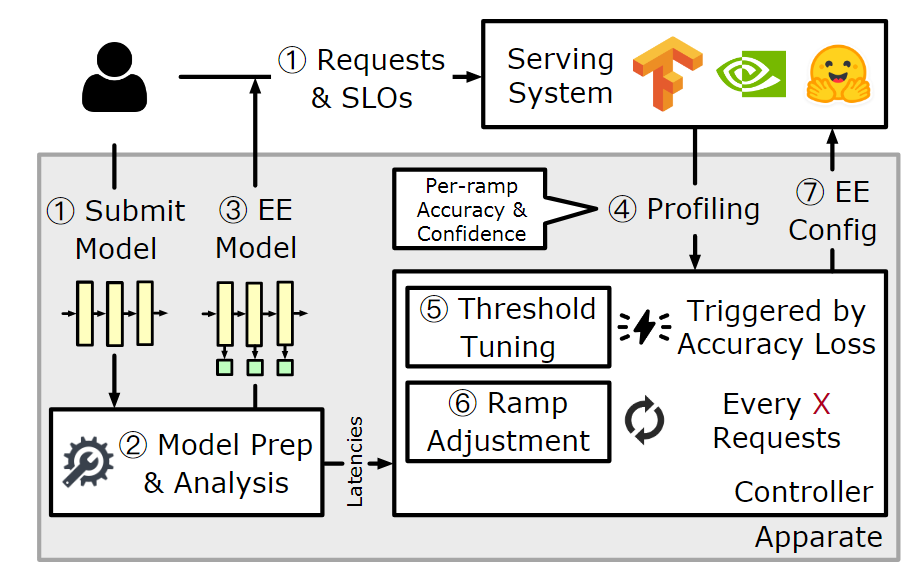 ① Requests
& SLOs
Serving
System
① Submit
Model
③ EE
Model
Per-ramp
Accuracy &
Confidence
④ Profiling
⑦ EE
Config
⑤ Threshold
Tuning
Triggered by
Accuracy Loss
⑥ Ramp
Adjustment
Every X
Requests
② Model Prep
& Analysis
Latencies
Controller
Apparate